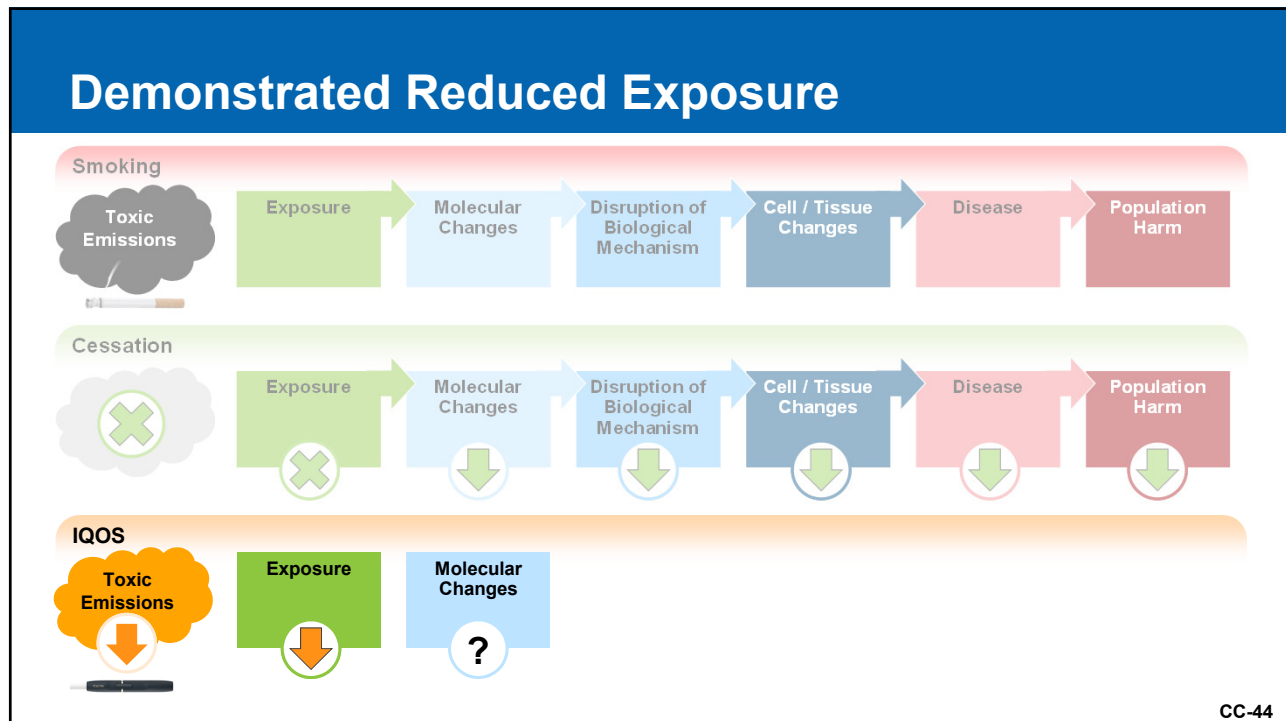 Demonstrated Reduced Exposure
Smoking
Toxic
Emissions
Exposure
Molecular
Changes
Disruption of
Biological
Mechanism
Cell / Tissue
Changes
Disease
Population
Harm
Cessation
Exposure
Molecular
Changes
Disruption of
Biological
Mechanism
Cell / Tissue
Changes
Disease
Population
Harm
IQOS
Toxic
Emissions
Exposure
Molecular
Changes
?
CC-44